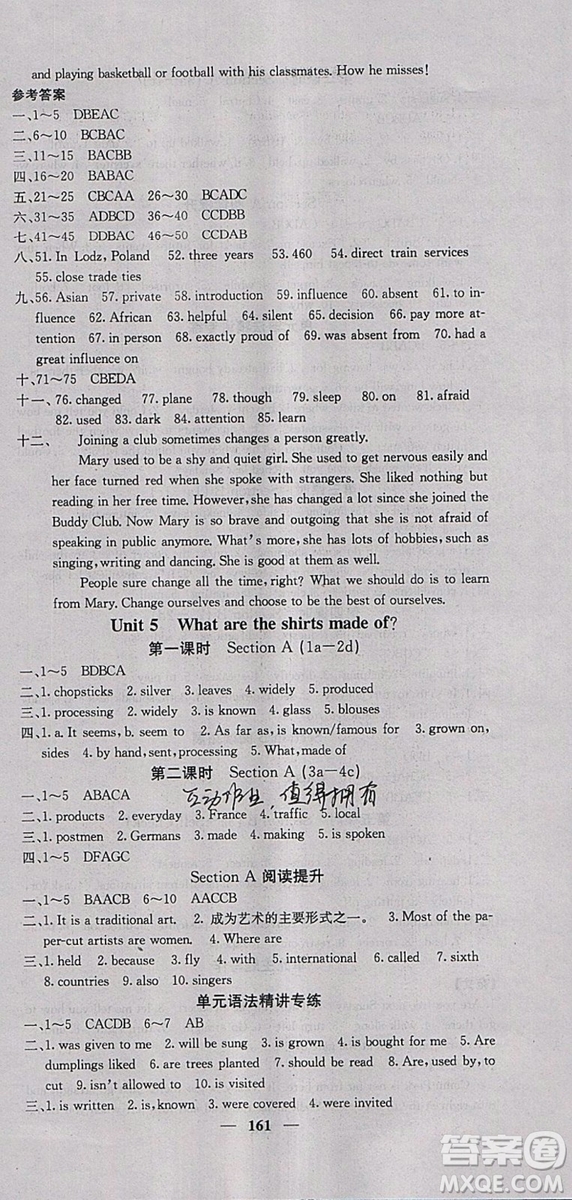 and playing basketball or football with his classmates. How he misses!
参考答案
一、1～5 DBEAC
二、6～10 BCBAC
三、11～15 BACBB
四、16～20 BABAC
五、21～25 CBCAA 26～30 BCADC
六、31～35 ADBCD 36～40 CCDBB
七、41～45 DDBAC 46～50 CCDAB
八、51. In Lodz, Poland 52. three years 53. 460 54. direct train services
55. close trade ties
九、56. Asian 57. private 58. introduction 59. influence 60. absent 61. to in-
fluence 62. African 63. helpful 64. silent 65. decision 66. pay more at-
tention 67. in person 68. exactly proud of 69. was absent from 70. had a
great influence on
十、71～75 CBEDA
十一、76. changed 77. plane 78. though 79. sleep 80. on 81. afraid
82. used 83. dark 84. attention 85. learn
十二、 Joining a club sometimes changes a person greatly.
Mary used to be a shy and quiet girl. She got nervous easily and
her face turned red when she spoke with strangers. She liked nothing but
reading in her free time. However, she has changed a lot since she joined the
Buddy Club. Now Mary is so brave and outgoing that she is not afraid of
speaking in public anymore. What's more, she has lots of hobbies, such as
singing, writing and dancing. She is good at all of them.
People sure change all the time, right? What we should do is to learn
from Mary. Change ourselves and choose to be the best of ourselves.
Unit 5 What are the shirts made of?
第一课时 Section A (1a—2d)
一、1～5 BDBCA
二、1. chopsticks 2. silver 3. leaves 4. widely 5. produced
三、1. products 2. is known 3. packing 4. glass 5. blouses
四、1. a. It seems, b. It seems to 2. As far as, is known/famous for 3. grown on,
sides 4. by hand, sent, processing 5. What, made of
第二课时 Section A (3a—4c)
一、1～5 ABACA
互动作业，值得拥有
二、1. products 2. everyday 3. France 4. traffic 5. local
三、1. postmen 2. Germans 3. made 4. making 5. is spoken
四、1～5 DFAGC
Section A 阅读提升
一、1～5 BAACB 6～10 AACCB
二、1. It is a traditional art. 2. 成为艺术的主要形式之一。 3. Most of the pa-
per-cut artists are women. 4. Where are
三、1. held 2. because 3. fly 4. is known 5. also called 6. living 7. sixth
8. countries 9. also 10. singers
单元语法精讲专练
一、1～5 CACDB 6～7 AB
二、1. was given to me 2. will be sung 3. is bought for me 4. must be sent 5. Are
dumplings liked by 6. are trees planted 7. should be read 8. must be cut
9. isn't allowed to 10. is visited
三、1. is written 2. is known 3. were covered 4. were invited
161
答案圈
MXQE.COM